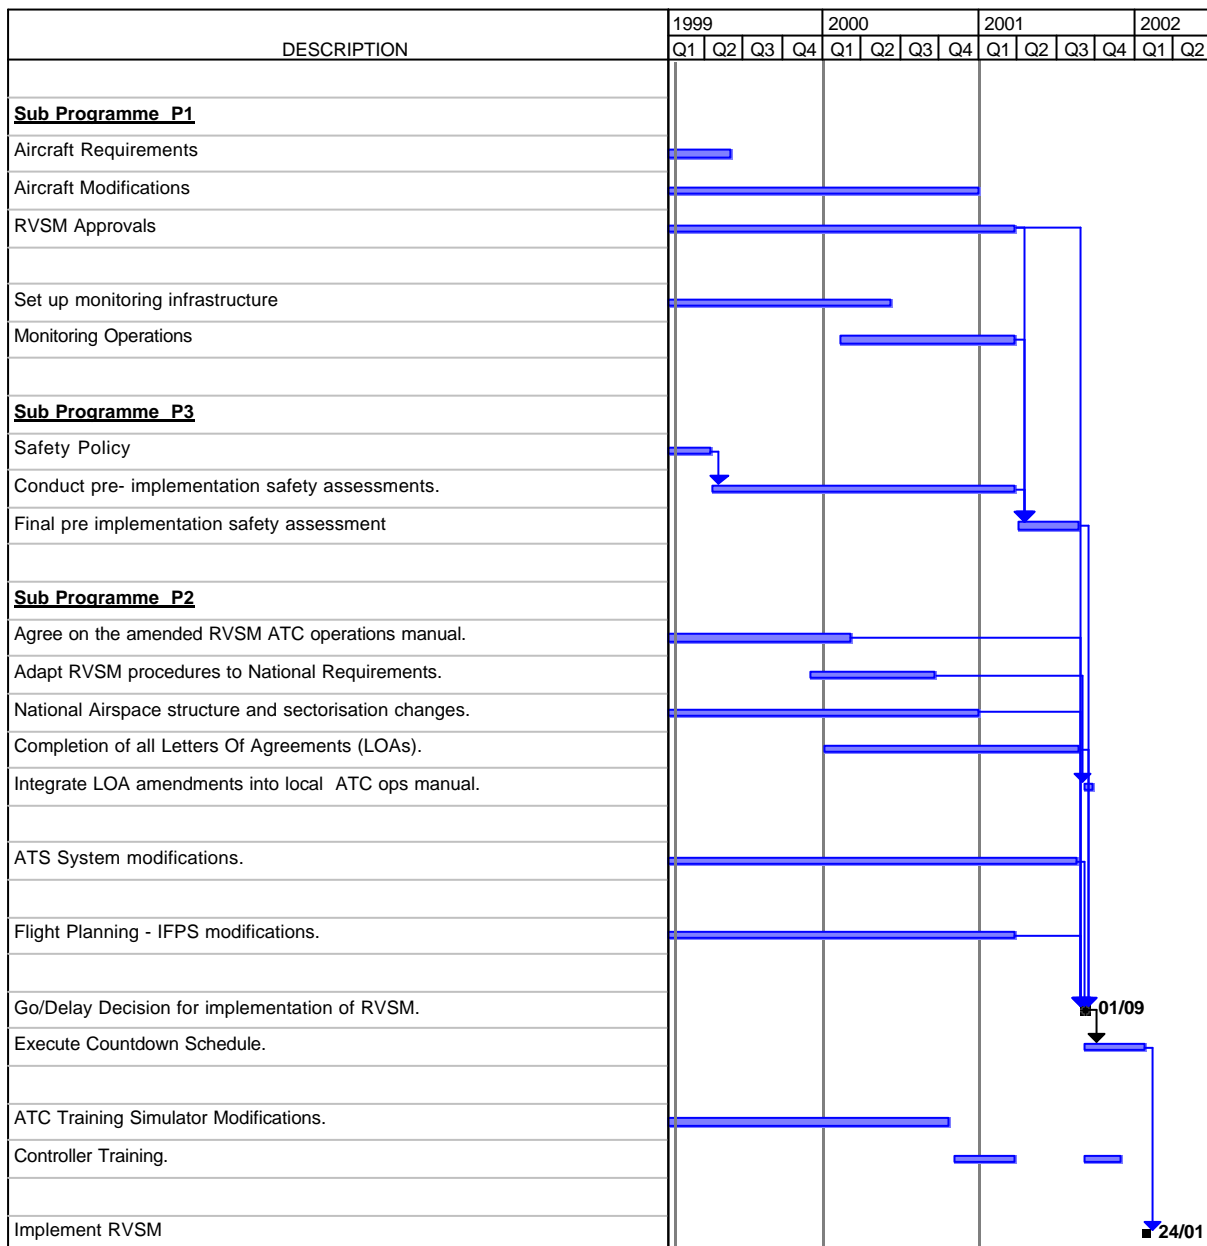 1999 2000 2001 2002
DESCRIPTION Q1 Q2 Q3 Q4 Q1 Q2 Q3 Q4 Q1 Q2 Q3 Q4 Q1 Q2
Sub Programme P1
Aircraft Requirements
Aircraft Modifications
RVSM Approvals
Set up monitoring infrastructure
Monitoring Operations
Sub Programme P3
Safety Policy
Conduct pre- implementation safety assessments.
Final pre implementation safety assessment
Sub Programme P2
Agree on the amended RVSM ATC operations manual.
Adapt RVSM procedures to National Requirements.
National Airspace structure and sectorisation changes.
Completion of all Letters Of Agreements (LOAs).
Integrate LOA amendments into local ATC ops manual.
ATS System modifications.
Flight Planning - IFPS modifications.
Go/Delay Decision for implementation of RVSM. 01/09
Execute Countdown Schedule.
ATC Training Simulator Modifications.
Controller Training.
Implement RVSM 24/01